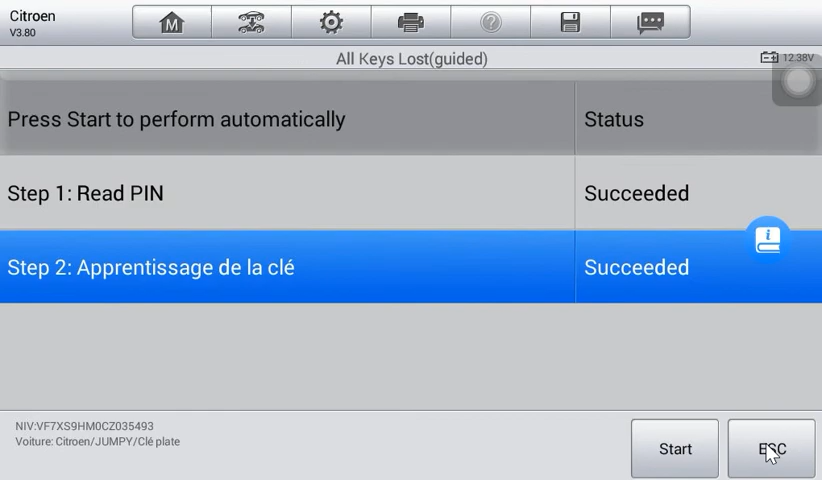 Citroen
V3.80
All Keys Lost(guided)
12.38V
Press Start to perform automatically
Status
Step 1: Read PIN
Succeeded
Step 2: Apprentissage de la clé
Succeeded
NIV:VF7XS9HM0CZ035493
Voiture: Citroen/JUMPY/Clé plate
Start
ESC